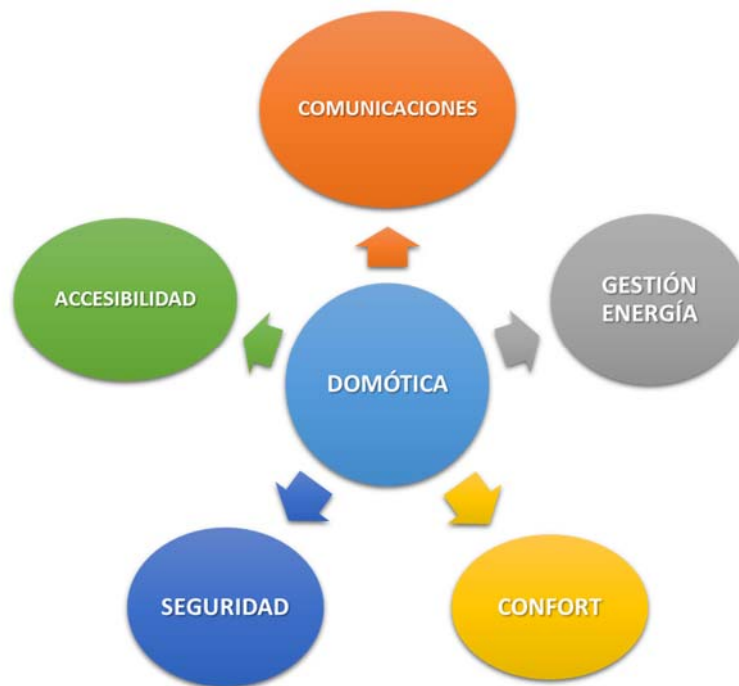 COMUNICACIONES
ACCESIBILIDAD
GESTIÓN
ENERGÍA
DOMÓTICA
SEGURIDAD
CONFORT